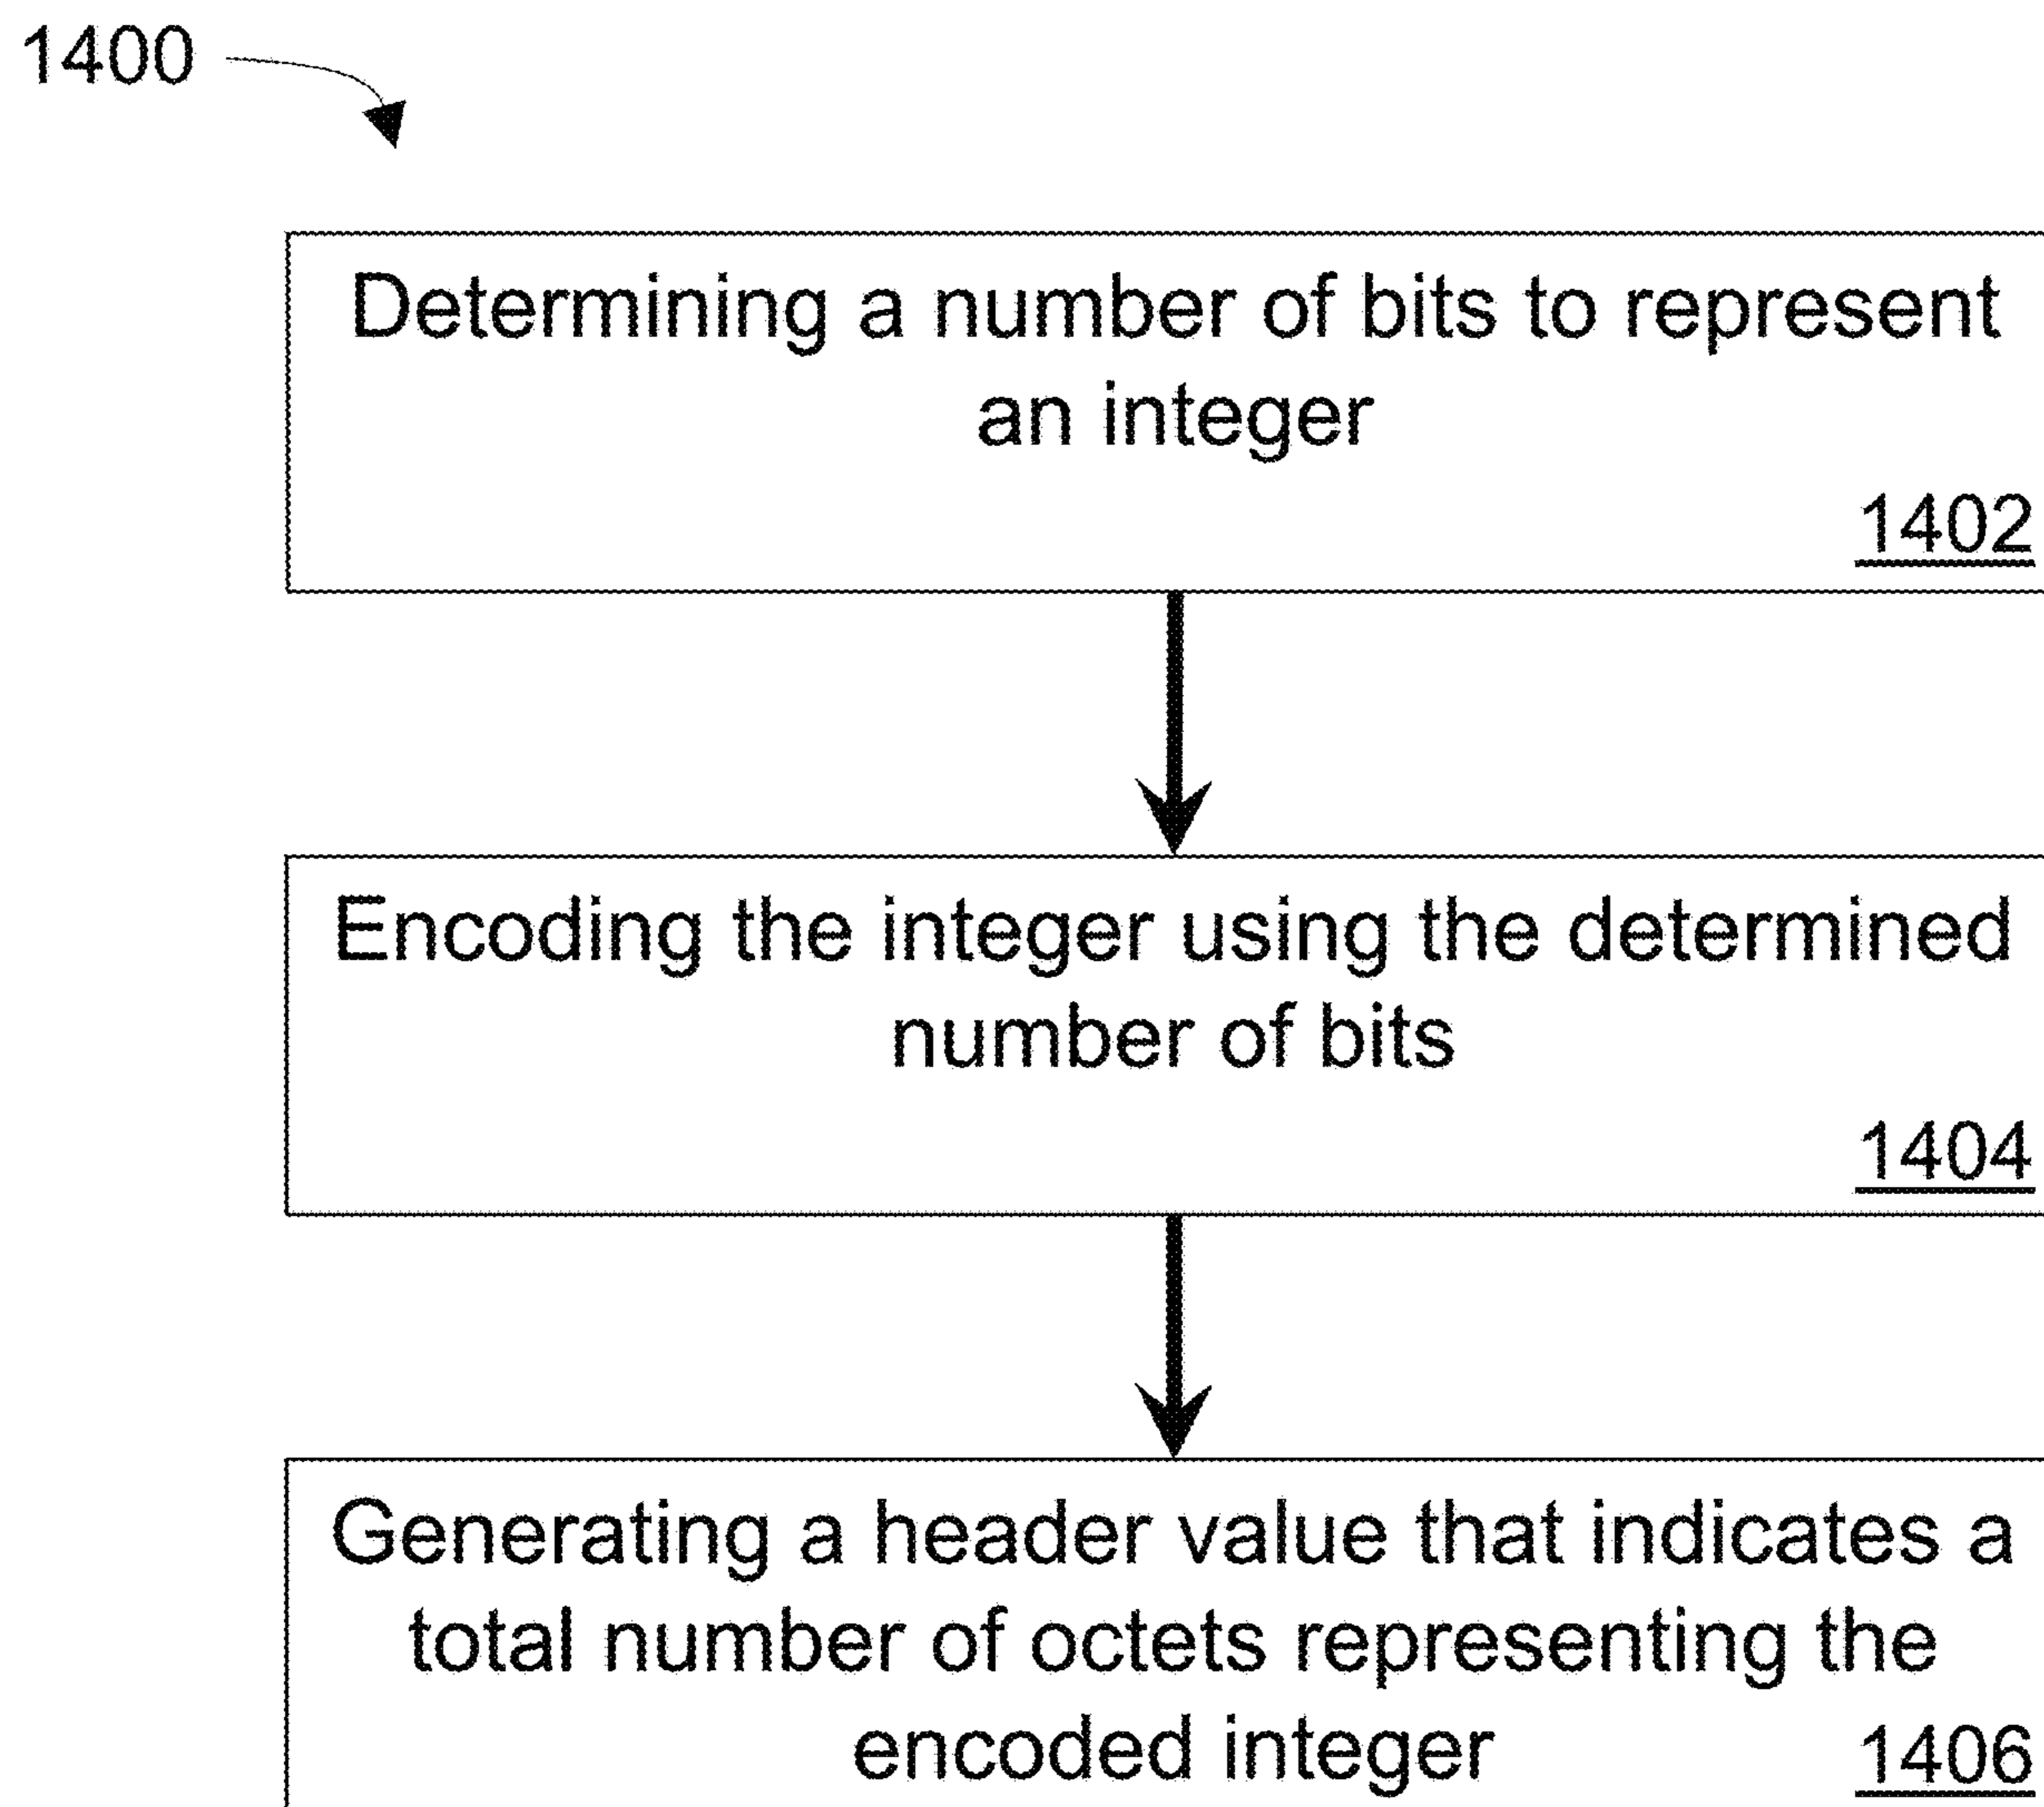 1400
Determining a number of bits to represent
an integer
1402
Encoding the integer using the determined
number of bits
1404
Generating a header value that indicates a
total number of octets representing the
encoded integer 1406